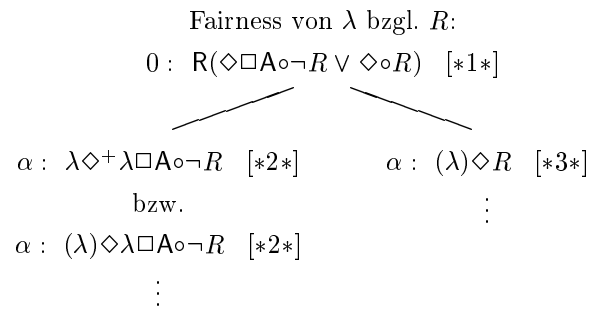 Fairness von λ bzgl. R:
0 : R(◇□A∘¬R ∨ ◇∘R) [∗1∗]
α : λ◇⁺λ□A∘¬R [∗2∗] α : (λ)◇R [∗3∗]
bzw. ⋮
α : (λ)◇λ□A∘¬R [∗2∗]
⋮